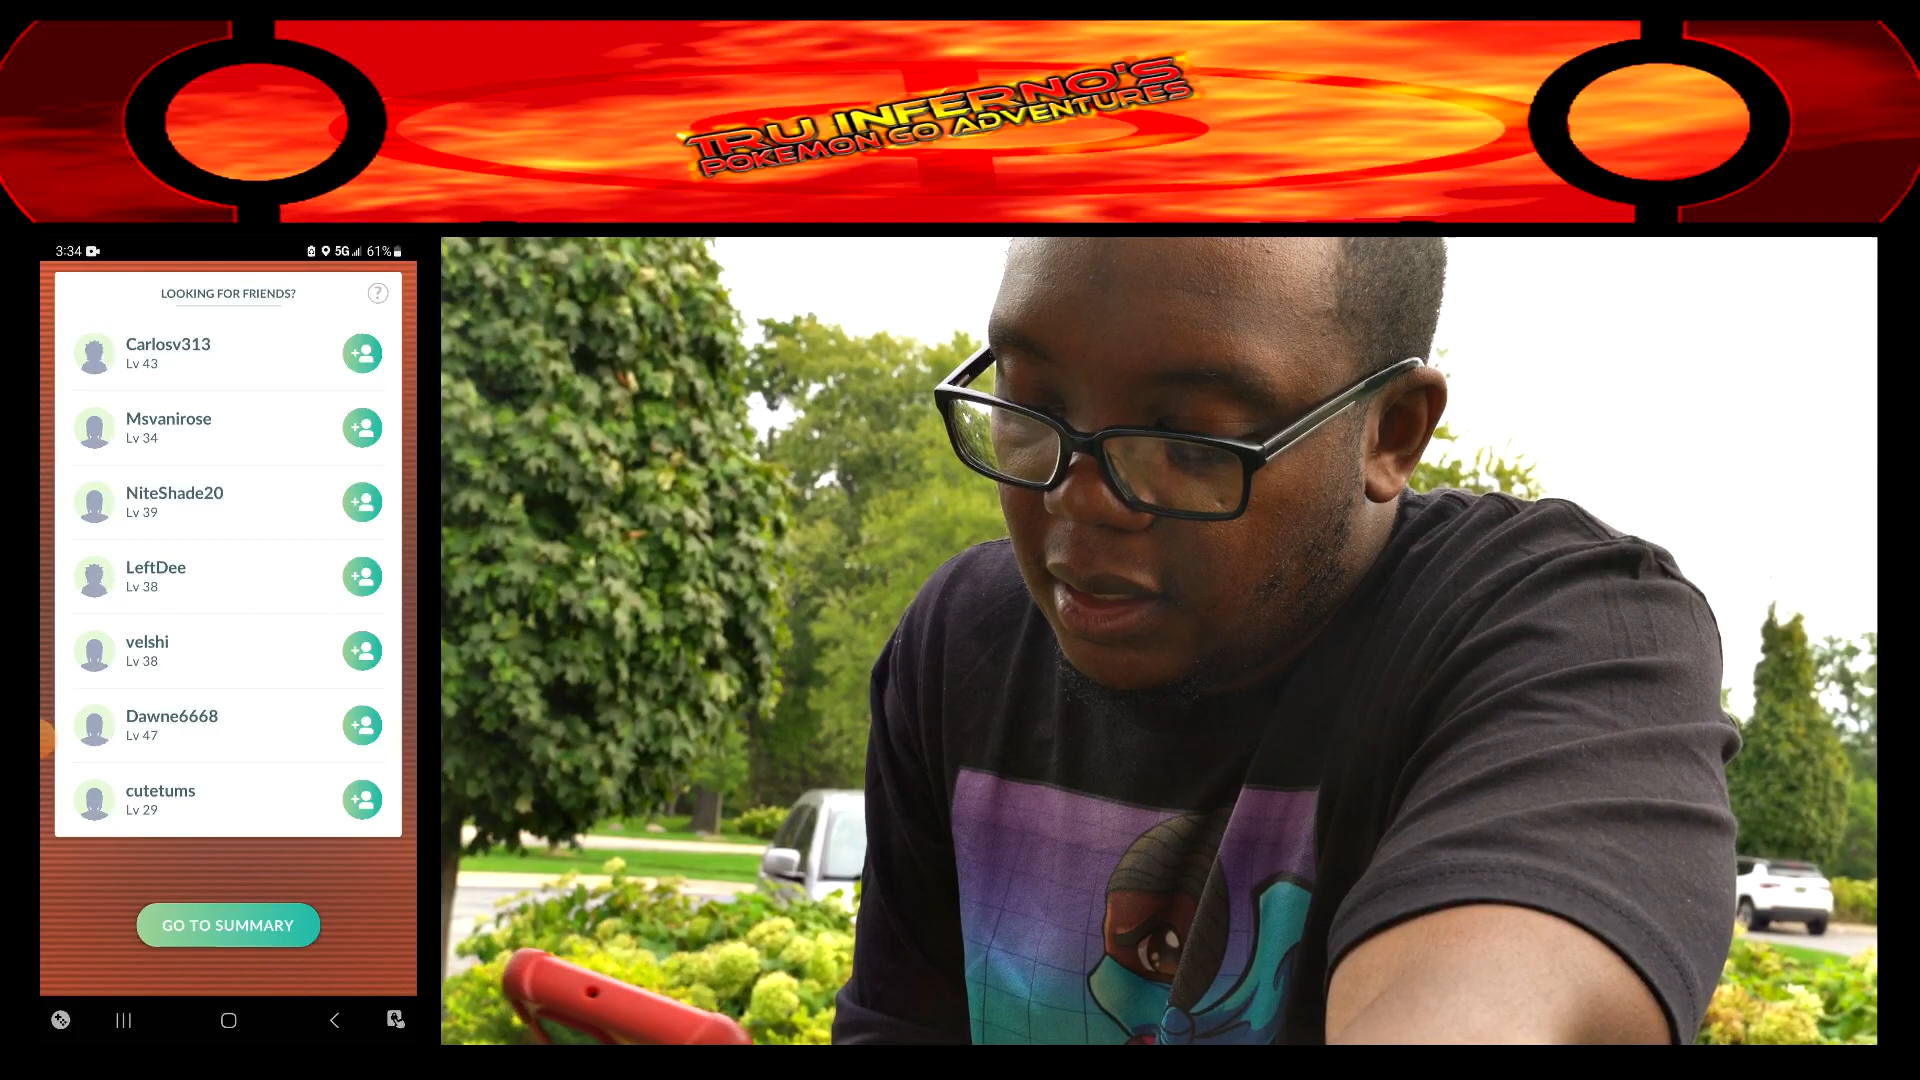 TRU INFERNO'S
POKEMON GO ADVENTURES
3:34
5G 61%
LOOKING FOR FRIENDS?
?
Carlosv313
Lv 43
Msvanirose
Lv 34
NiteShade20
Lv 39
LeftDee
Lv 38
velshi
Lv 38
Dawne6668
Lv 47
cutetums
Lv 29
GO TO SUMMARY